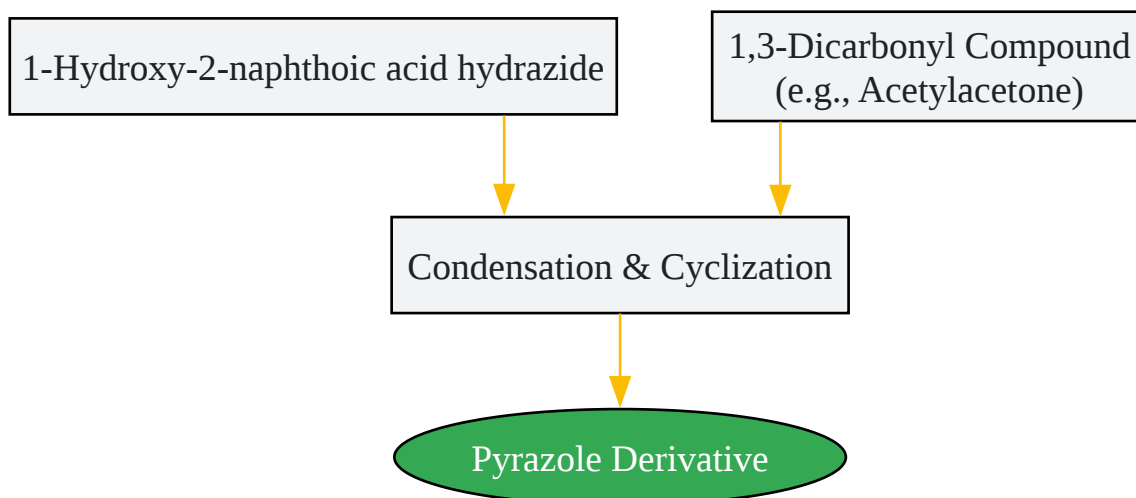 1-Hydroxy-2-naphthoic acid hydrazide
1,3-Dicarbonyl Compound
(e.g., Acetylacetone)
Condensation & Cyclization
Pyrazole Derivative